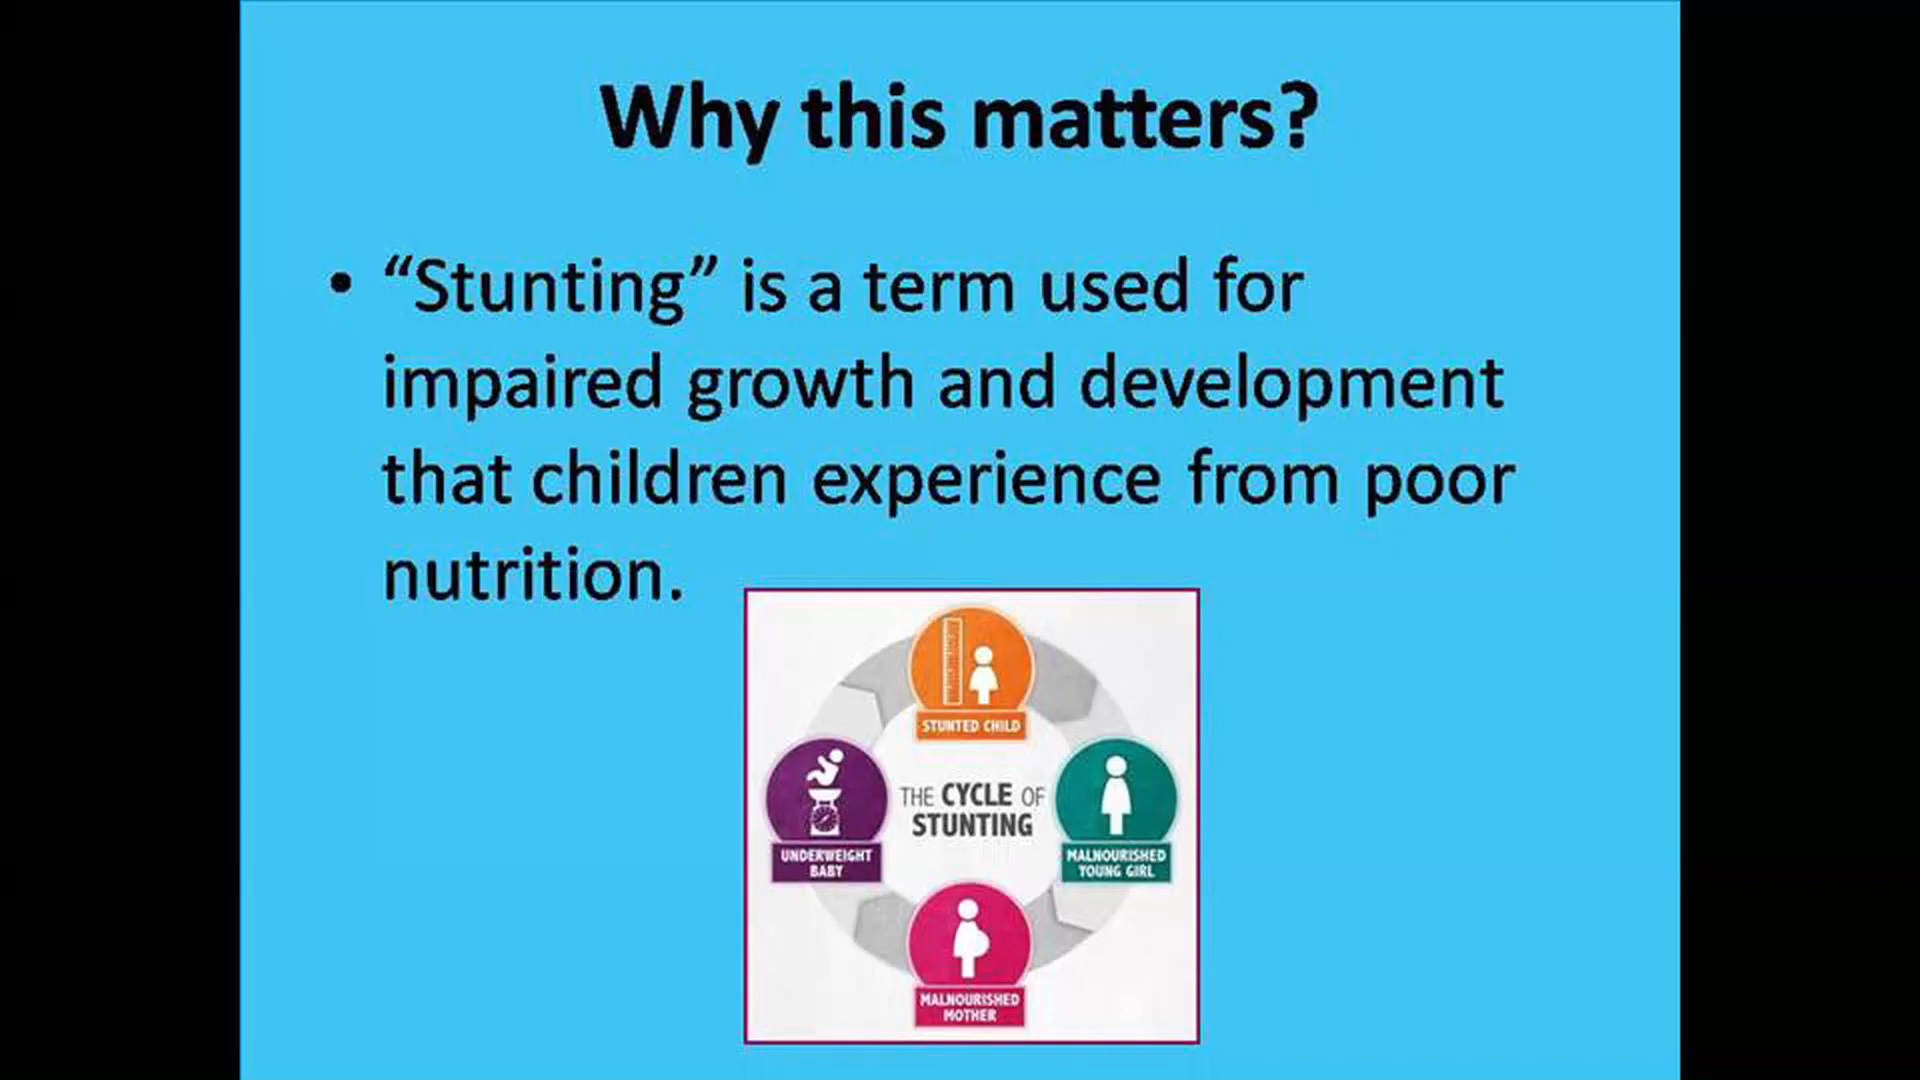 Why this matters?
• “Stunting” is a term used for
impaired growth and development
that children experience from poor
nutrition.
STUNTED CHILD
THE CYCLE OF
STUNTING
UNDERWEIGHT
BABY
MALNOURISHED
YOUNG GIRL
MALNOURISHED
MOTHER